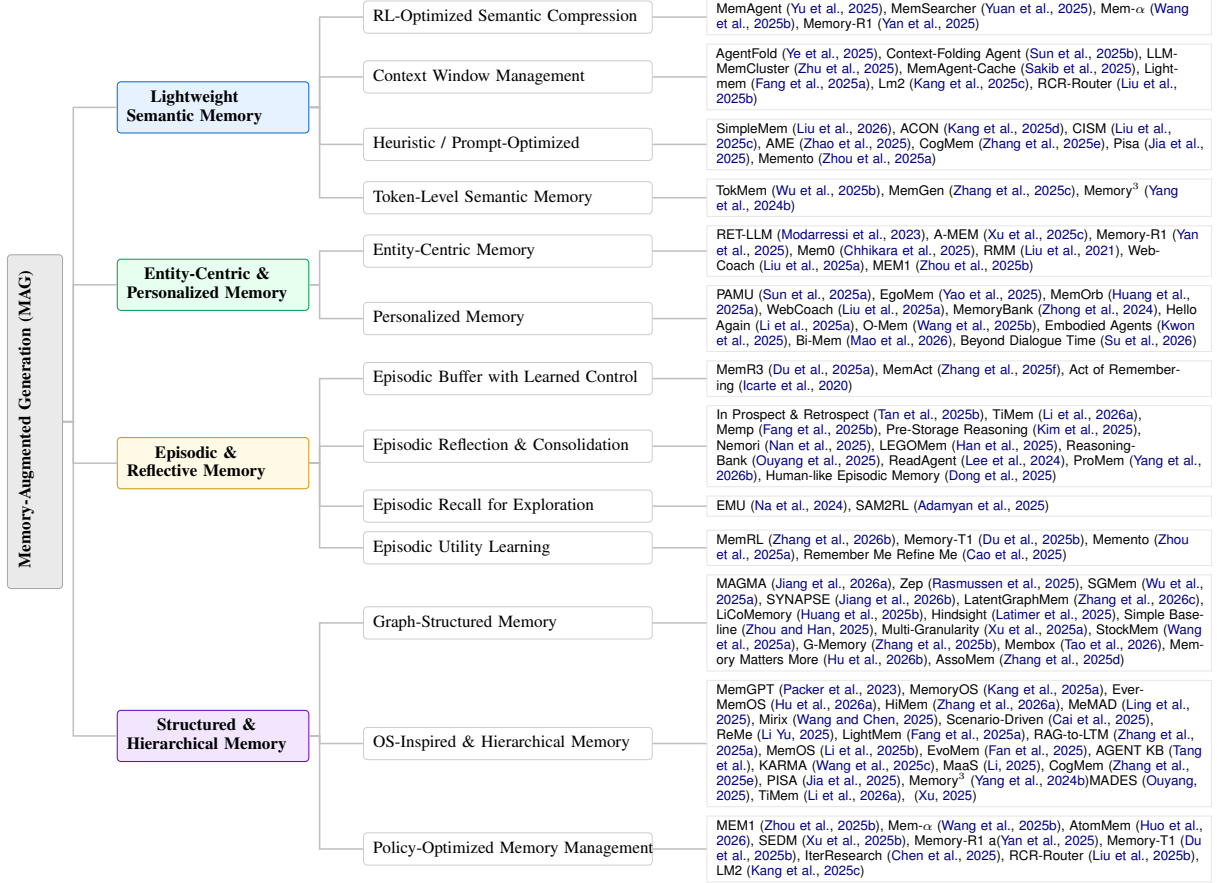 Memory-Augmented Generation (MAG)
Lightweight
Semantic Memory
RL-Optimized Semantic Compression
MemAgent (Yu et al., 2025), MemSearcher (Yuan et al., 2025), Mem-α (Wang
et al., 2025b), Memory-R1 (Yan et al., 2025)
Context Window Management
AgentFold (Ye et al., 2025), Context-Folding Agent (Sun et al., 2025b), LLM-
MemCluster (Zhu et al., 2025), MemAgent-Cache (Sakib et al., 2025), Light-
mem (Fang et al., 2025a), Lm2 (Kang et al., 2025c), RCR-Router (Liu et al.,
2025b)
Heuristic / Prompt-Optimized
SimpleMem (Liu et al., 2026), ACON (Kang et al., 2025d), CISM (Liu et al.,
2025c), AME (Zhao et al., 2025), CogMem (Zhang et al., 2025e), Pisa (Jia et al.,
2025), Memento (Zhou et al., 2025a)
Token-Level Semantic Memory
TokMem (Wu et al., 2025b), MemGen (Zhang et al., 2025c), Memory³ (Yang
et al., 2024b)
Entity-Centric &
Personalized Memory
Entity-Centric Memory
RET-LLM (Modarressi et al., 2023), A-MEM (Xu et al., 2025c), Memory-R1 (Yan
et al., 2025), Mem0 (Chhikara et al., 2025), RMM (Liu et al., 2021), Web-
Coach (Liu et al., 2025a), MEM1 (Zhou et al., 2025b)
Personalized Memory
PAMU (Sun et al., 2025a), EgoMem (Yao et al., 2025), MemOrb (Huang et al.,
2025a), WebCoach (Liu et al., 2025a), MemoryBank (Zhong et al., 2024), Hello
Again (Li et al., 2025a), O-Mem (Wang et al., 2025b), Embodied Agents (Kwon
et al., 2025), Bi-Mem (Mao et al., 2026), Beyond Dialogue Time (Su et al., 2026)
Episodic &
Reflective Memory
Episodic Buffer with Learned Control
MemR3 (Du et al., 2025a), MemAct (Zhang et al., 2025f), Act of Remember-
ing (Icarte et al., 2020)
Episodic Reflection & Consolidation
In Prospect & Retrospect (Tan et al., 2025b), TiMem (Li et al., 2026a),
Memp (Fang et al., 2025b), Pre-Storage Reasoning (Kim et al., 2025),
Nemori (Nan et al., 2025), LEGOMem (Han et al., 2025), Reasoning-
Bank (Ouyang et al., 2025), ReadAgent (Lee et al., 2024), ProMem (Yang et al.,
2026b), Human-like Episodic Memory (Dong et al., 2025)
Episodic Recall for Exploration
EMU (Na et al., 2024), SAM2RL (Adamyan et al., 2025)
Episodic Utility Learning
MemRL (Zhang et al., 2026b), Memory-T1 (Du et al., 2025b), Memento (Zhou
et al., 2025a), Remember Me Refine Me (Cao et al., 2025)
Structured &
Hierarchical Memory
Graph-Structured Memory
MAGMA (Jiang et al., 2026a), Zep (Rasmussen et al., 2025), SGMem (Wu et al.,
2025a), SYNAPSE (Jiang et al., 2026b), LatentGraphMem (Zhang et al., 2026c),
LiCoMemory (Huang et al., 2025b), Hindsight (Latimer et al., 2025), Simple Base-
line (Zhou and Han, 2025), Multi-Granularity (Xu et al., 2025a), StockMem (Wang
et al., 2025a), G-Memory (Zhang et al., 2025b), Membox (Tao et al., 2026), Mem-
ory Matters More (Hu et al., 2026b), AssoMem (Zhang et al., 2025d)
OS-Inspired & Hierarchical Memory
MemGPT (Packer et al., 2023), MemoryOS (Kang et al., 2025a), Ever-
MemOS (Hu et al., 2026a), HiMem (Zhang et al., 2026a), MeMAD (Ling et al.,
2025), Mirix (Wang and Chen, 2025), Scenario-Driven (Cai et al., 2025),
ReMe (Li Yu, 2025), LightMem (Fang et al., 2025a), RAG-to-LTM (Zhang et al.,
2025a), MemOS (Li et al., 2025b), EvoMem (Fan et al., 2025), AGENT KB (Tang
et al.), KARMA (Wang et al., 2025c), MaaS (Li, 2025), CogMem (Zhang et al.,
2025e), PISA (Jia et al., 2025), Memory³ (Yang et al., 2024b)MADES (Ouyang,
2025), TiMem (Li et al., 2026a), (Xu, 2025)
Policy-Optimized Memory Management
MEM1 (Zhou et al., 2025b), Mem-α (Wang et al., 2025b), AtomMem (Huo et al.,
2026), SEDM (Xu et al., 2025b), Memory-R1 a(Yan et al., 2025), Memory-T1 (Du
et al., 2025b), IterResearch (Chen et al., 2025), RCR-Router (Liu et al., 2025b),
LM2 (Kang et al., 2025c)